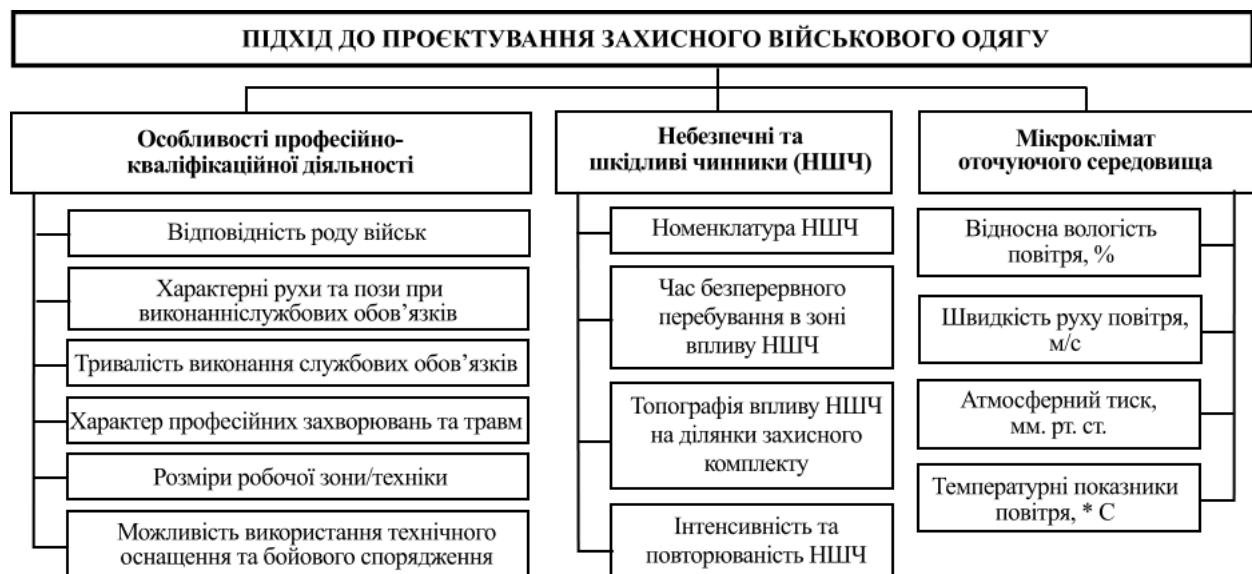 ПІДХІД ДО ПРОЄКТУВАННЯ ЗАХИСНОГО ВІЙСЬКОВОГО ОДЯГУ
Особливості професійно-
кваліфікаційної діяльності
Відповідність роду військ
Характерні рухи та пози при
виконанніслужбових обов’язків
Тривалість виконання службових обов’язків
Характер професійних захворювань та травм
Розміри робочої зони/техніки
Можливість використання технічного
оснащення та бойового спорядження
Небезпечні та
шкідливі чинники (НШЧ)
Номенклатура НШЧ
Час безперервного
перебування в зоні
впливу НШЧ
Топографія впливу НШЧ
на ділянки захисного
комплекту
Інтенсивність та
повторюваність НШЧ
Мікроклімат
оточуючого середовища
Відносна вологість
повітря, %
Швидкість руху повітря,
м/с
Атмосферний тиск,
мм. рт. ст.
Температурні показники
повітря, * С